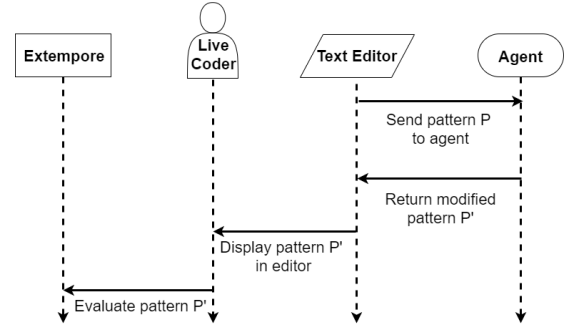 Extempore
Live
Coder
Text Editor
Agent
Send pattern P
to agent
Return modified
pattern P'
Display pattern P'
in editor
Evaluate pattern P'